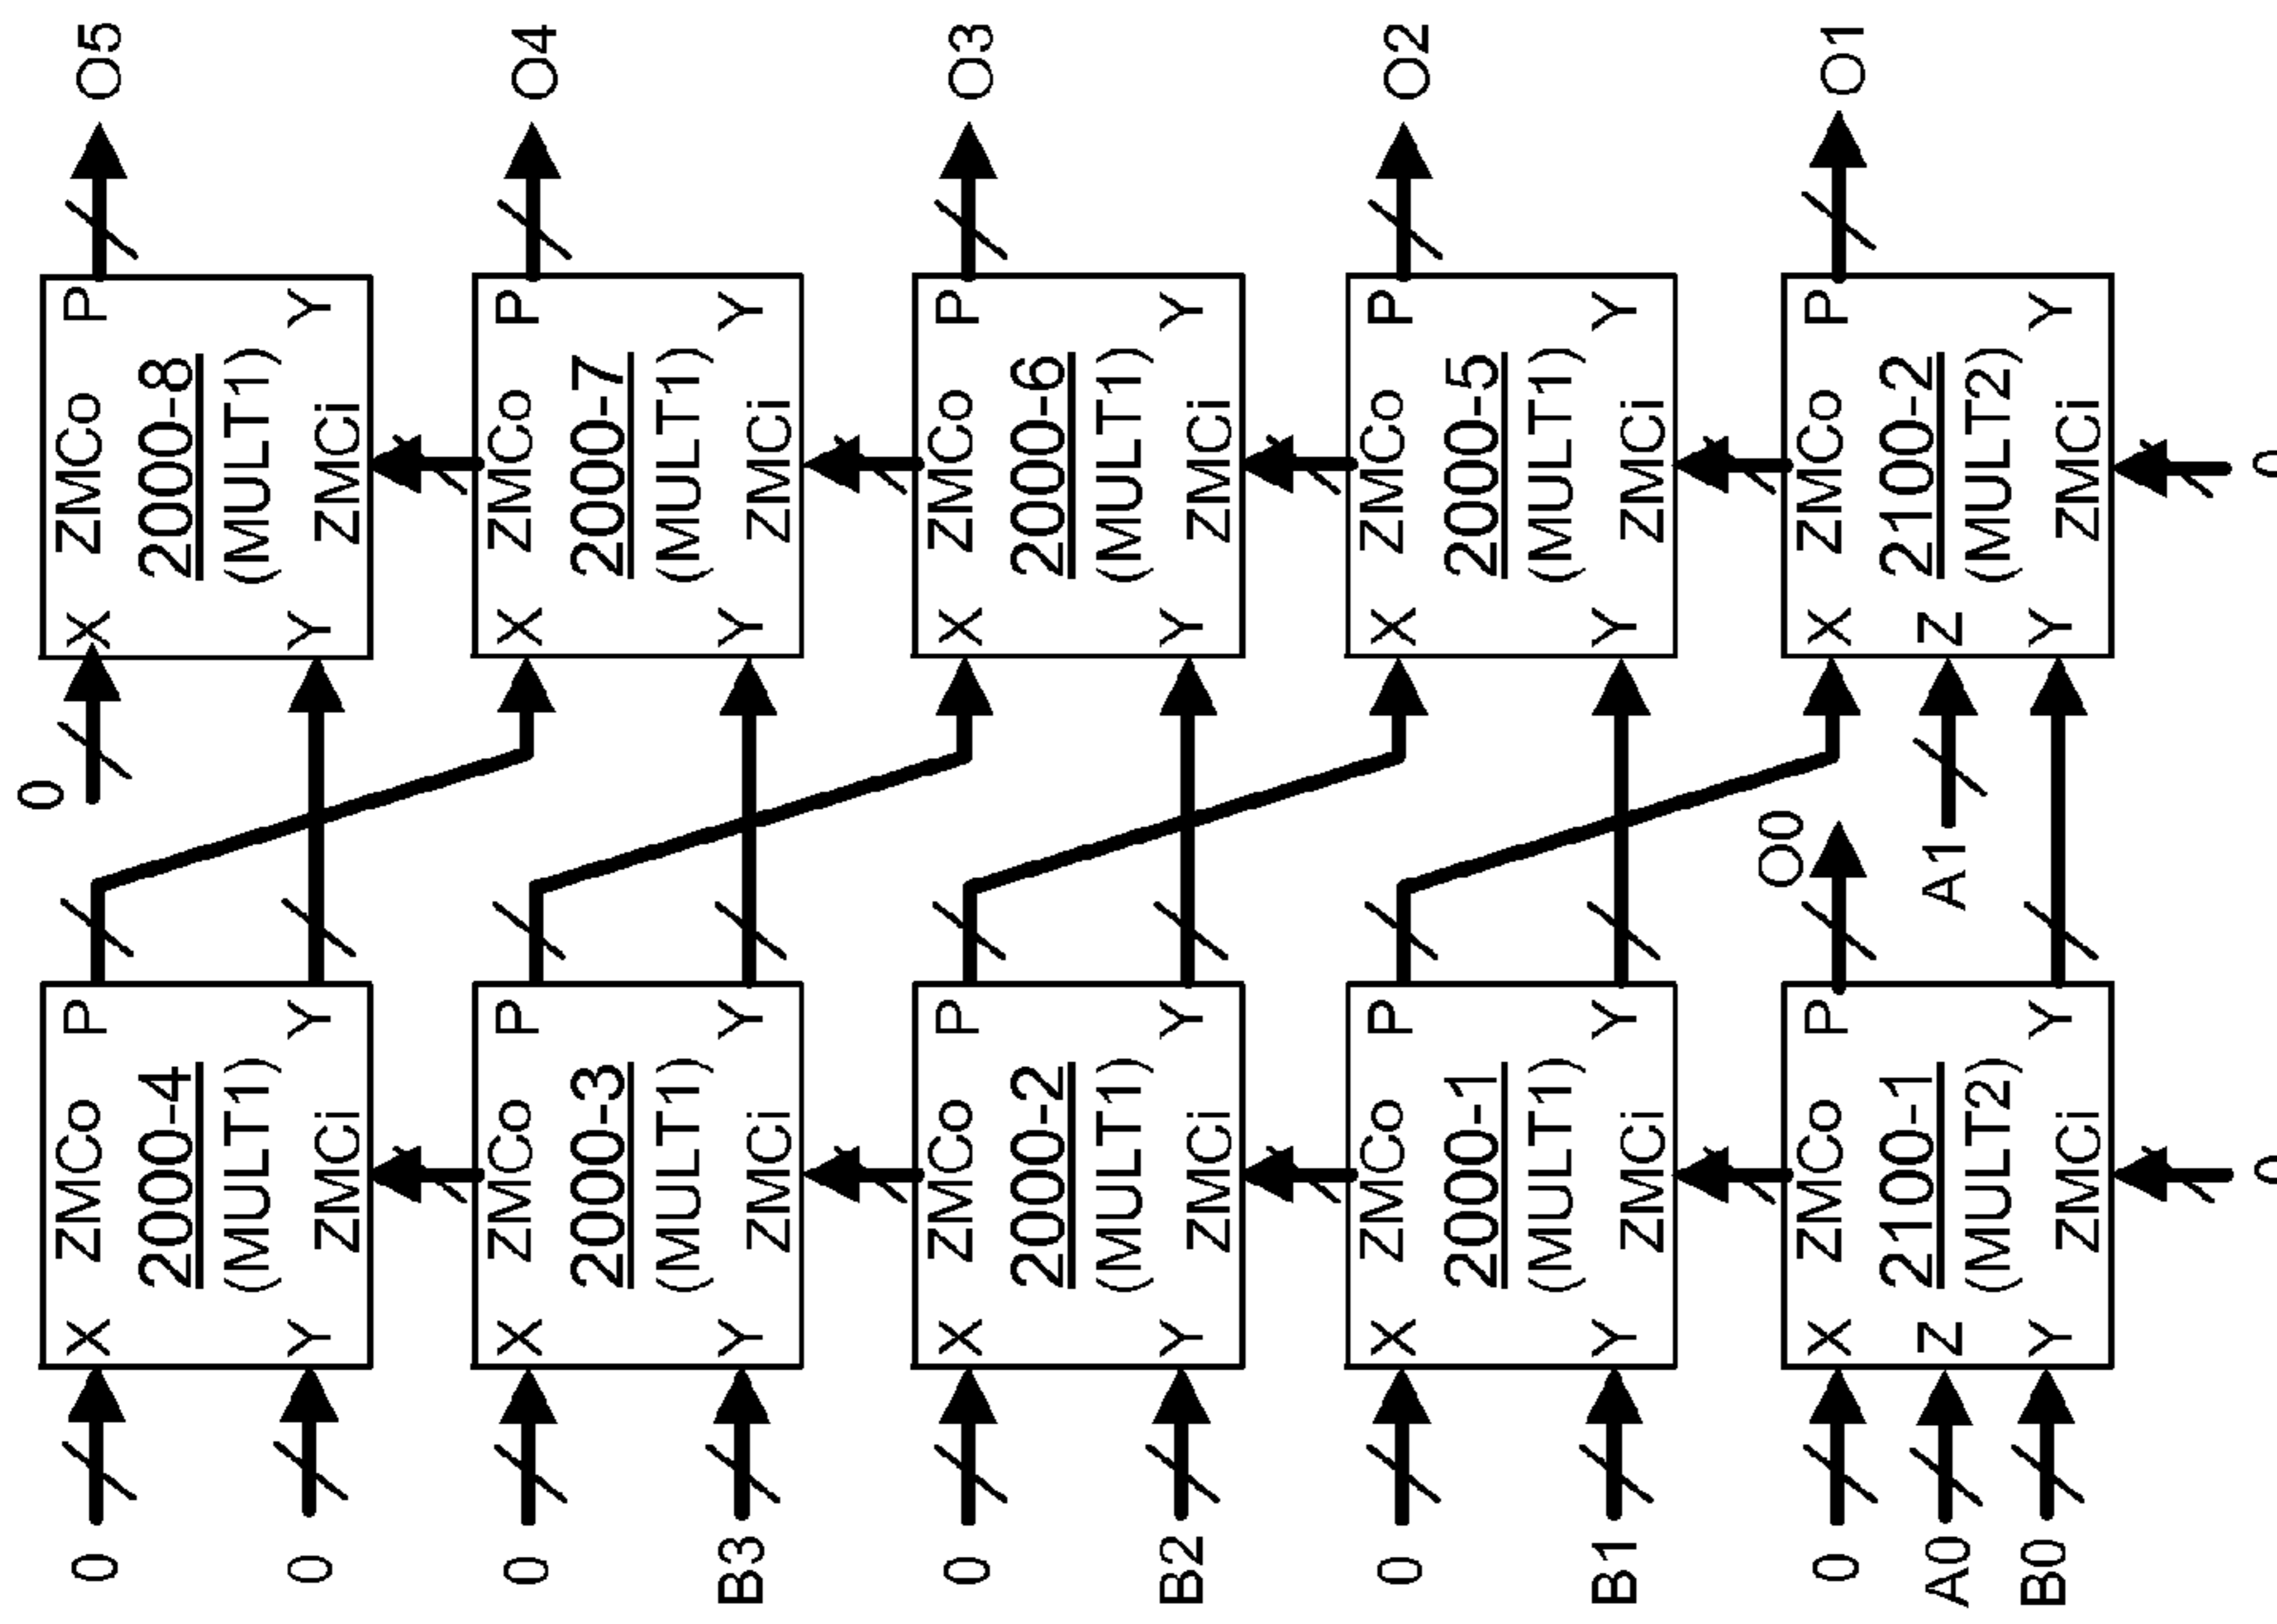 0
0 X ZMCo P X ZMCo P O5
2000-4 2000-8
(MULT1) (MULT1)
0 Y ZMCi Y Y ZMCi Y
0 X ZMCo P X ZMCo P O4
2000-3 2000-7
(MULT1) (MULT1)
B3 Y ZMCi Y Y ZMCi Y
0 X ZMCo P X ZMCo P O3
2000-2 2000-6
(MULT1) (MULT1)
B2 Y ZMCi Y Y ZMCi Y
0 X ZMCo P X ZMCo P O2
2000-1 2000-5
(MULT1) (MULT1)
B1 Y ZMCi Y Y ZMCi Y
0 X ZMCo P O0 X ZMCo P O1
A0 Z 2100-1 A1 Z 2100-2
(MULT2) (MULT2)
B0 Y ZMCi Y Y ZMCi Y
0 0